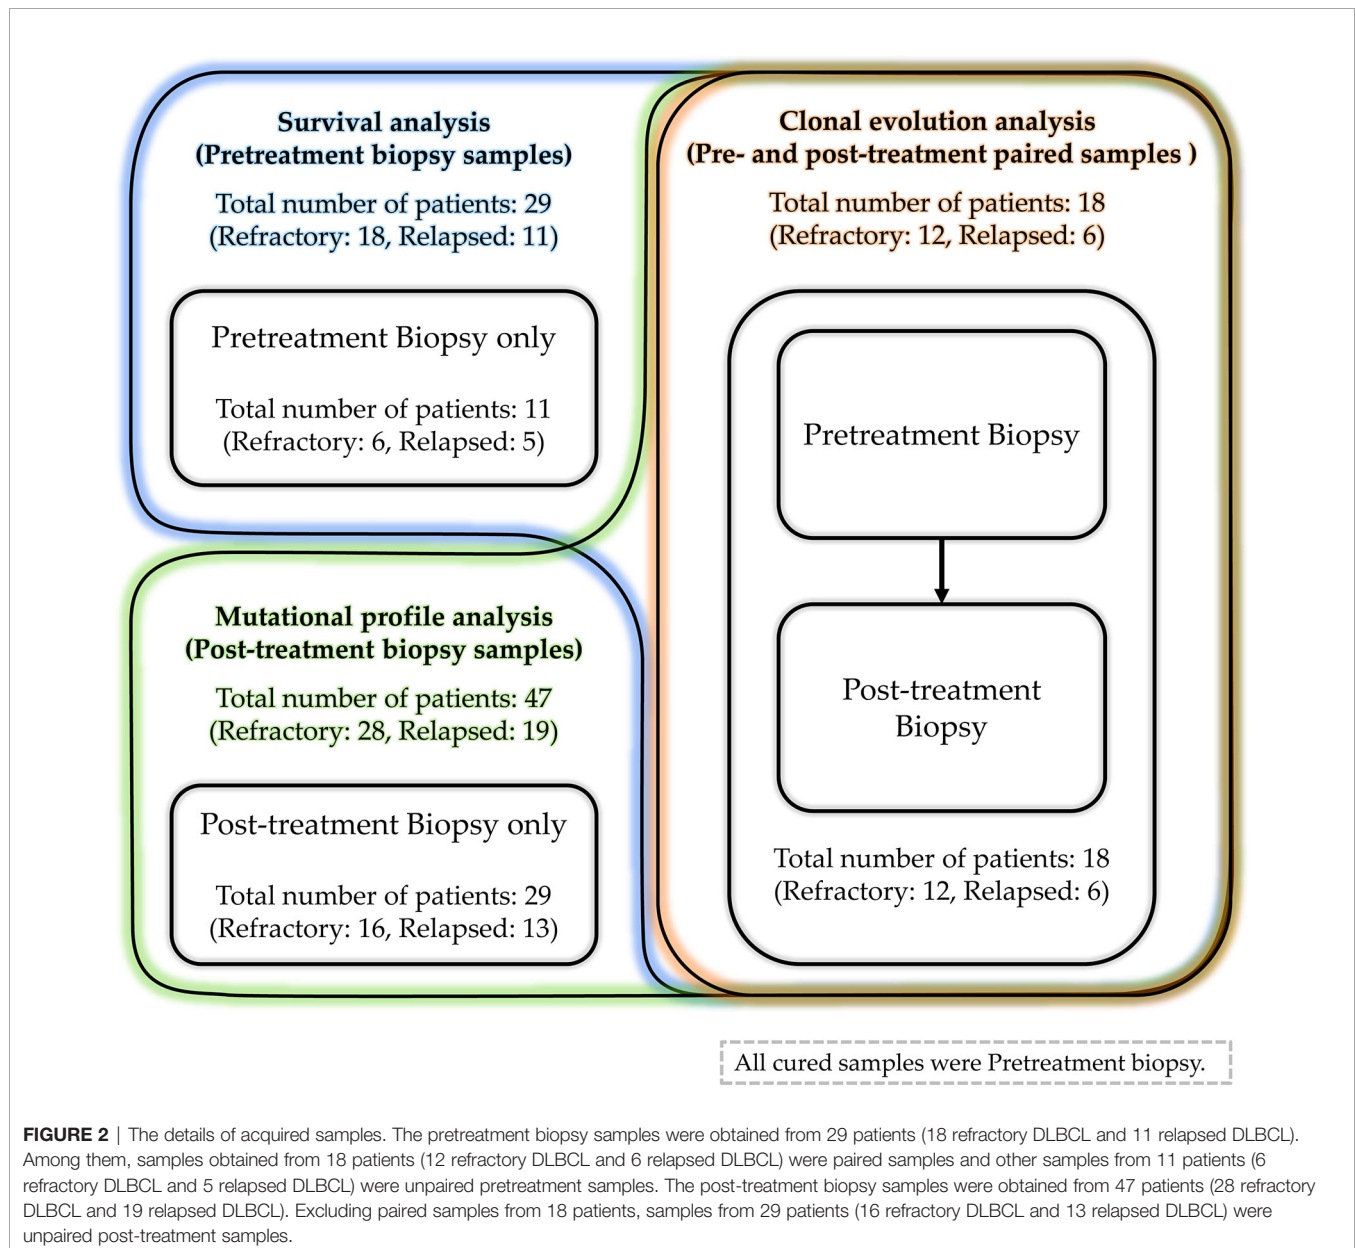 Survival analysis
(Pretreatment biopsy samples)
Total number of patients: 29
(Refractory: 18, Relapsed: 11)
Pretreatment Biopsy only
Total number of patients: 11
(Refractory: 6, Relapsed: 5)
Mutational profile analysis
(Post-treatment biopsy samples)
Total number of patients: 47
(Refractory: 28, Relapsed: 19)
Post-treatment Biopsy only
Total number of patients: 29
(Refractory: 16, Relapsed: 13)
Clonal evolution analysis
(Pre- and post-treatment paired samples )
Total number of patients: 18
(Refractory: 12, Relapsed: 6)
Pretreatment Biopsy
Post-treatment
Biopsy
Total number of patients: 18
(Refractory: 12, Relapsed: 6)
All cured samples were Pretreatment biopsy.
FIGURE 2 | The details of acquired samples. The pretreatment biopsy samples were obtained from 29 patients (18 refractory DLBCL and 11 relapsed DLBCL).
Among them, samples obtained from 18 patients (12 refractory DLBCL and 6 relapsed DLBCL) were paired samples and other samples from 11 patients (6
refractory DLBCL and 5 relapsed DLBCL) were unpaired pretreatment samples. The post-treatment biopsy samples were obtained from 47 patients (28 refractory
DLBCL and 19 relapsed DLBCL). Excluding paired samples from 18 patients, samples from 29 patients (16 refractory DLBCL and 13 relapsed DLBCL) were
unpaired post-treatment samples.